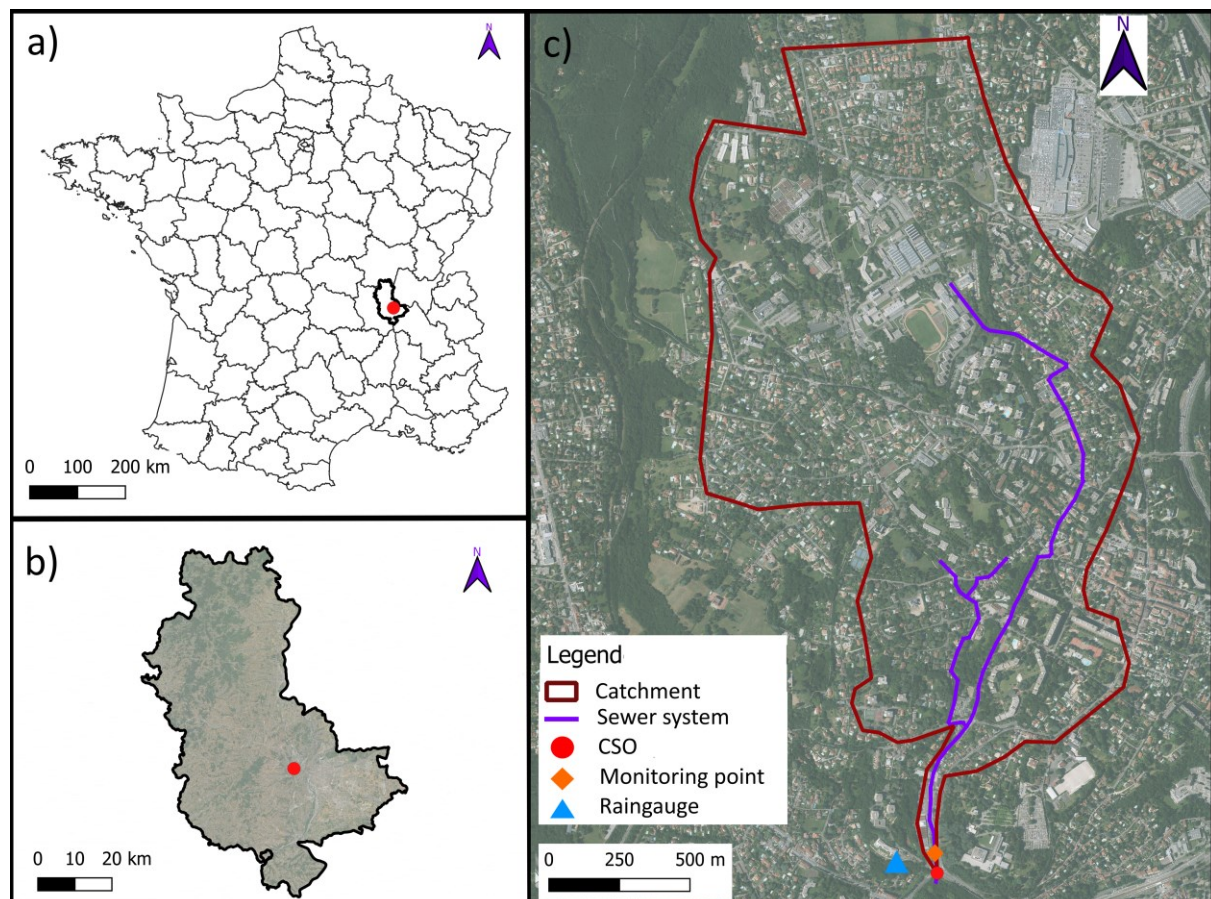 a)
N
0 100 200 km
b)
N
0 10 20 km
c)
N
Legend
Catchment
Sewer system
CSO
Monitoring point
Raingauge
0 250 500 m